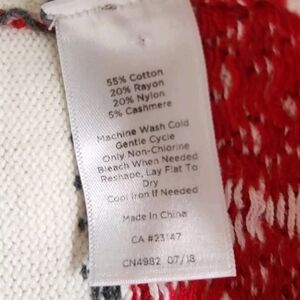 55% Cotton
20% Rayon
20% Nylon
5% Cashmere
Machine Wash Cold
Gentle Cycle
Only Non-Chlorine
Bleach When Needed
Reshape, Lay Flat To
Dry
Cool Iron If Needed
Made In China
CA #23147
CN4982 07/18